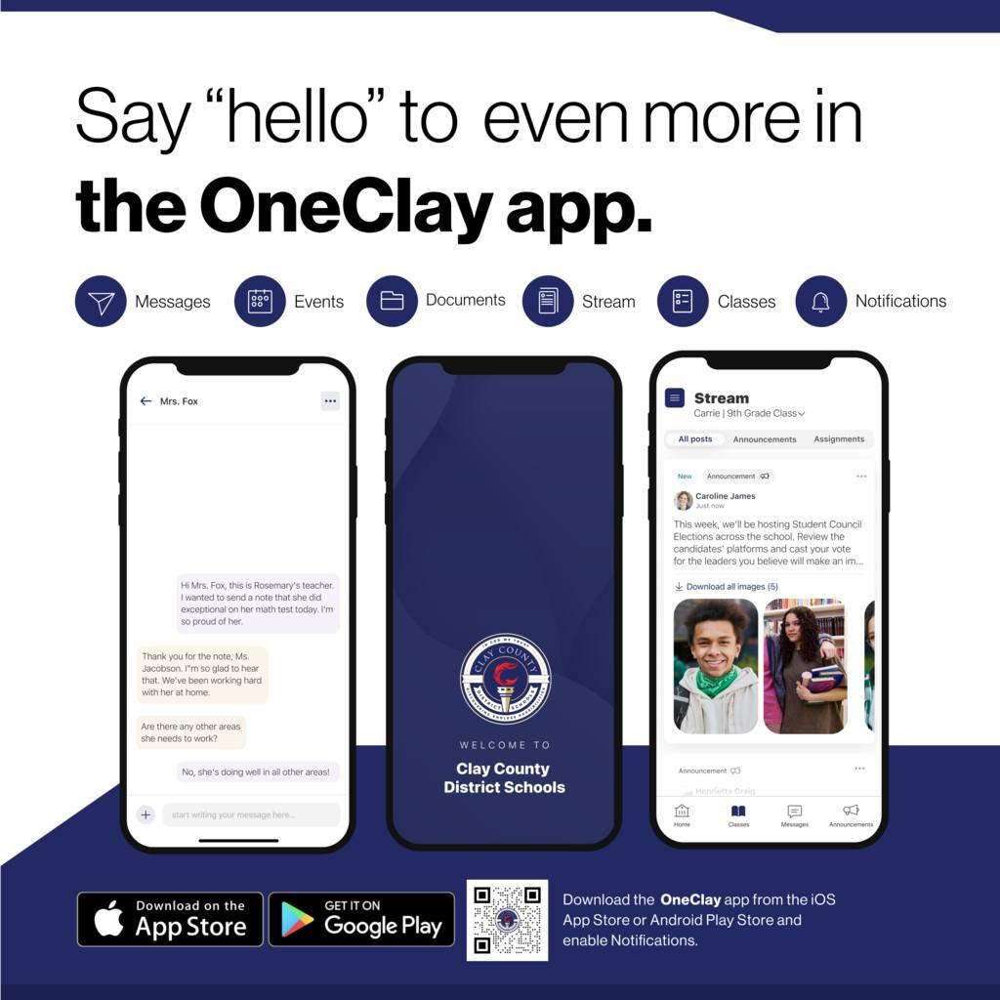 Say “hello” to even more in
the OneClay app.
Messages
Events
Documents
Stream
Classes
Notifications
Mrs. Fox
Hi Mrs. Fox, this is Rosemary's teacher.
I wanted to send a note that she did
exceptional on her math test today. I'm
so proud of her.
Thank you for the note, Ms.
Jacobson. I"m so glad to hear
that. We've been working hard
with her at home.
Are there any other areas
she needs to work?
No, she's doing well in all other areas!
start writing your message here...
IN GOD WE TRUST
CLAY COUNTY
DISTRICT SCHOOLS
DISCOVERING ENDLESS POSSIBILITIES
WELCOME TO
Clay County
District Schools
Stream
Carrie | 9th Grade Class
All posts
Announcements
Assignments
New
Announcement
Caroline James
Just now
This week, we'll be hosting Student Council
Elections across the school. Review the
candidates' platforms and cast your vote
for the leaders you believe will make an im...
Download all images (5)
Announcement
Henrietta Craig
Home
Classes
Messages
Announcements
Download on the
App Store
GET IT ON
Google Play
Download the OneClay app from the iOS
App Store or Android Play Store and
enable Notifications.